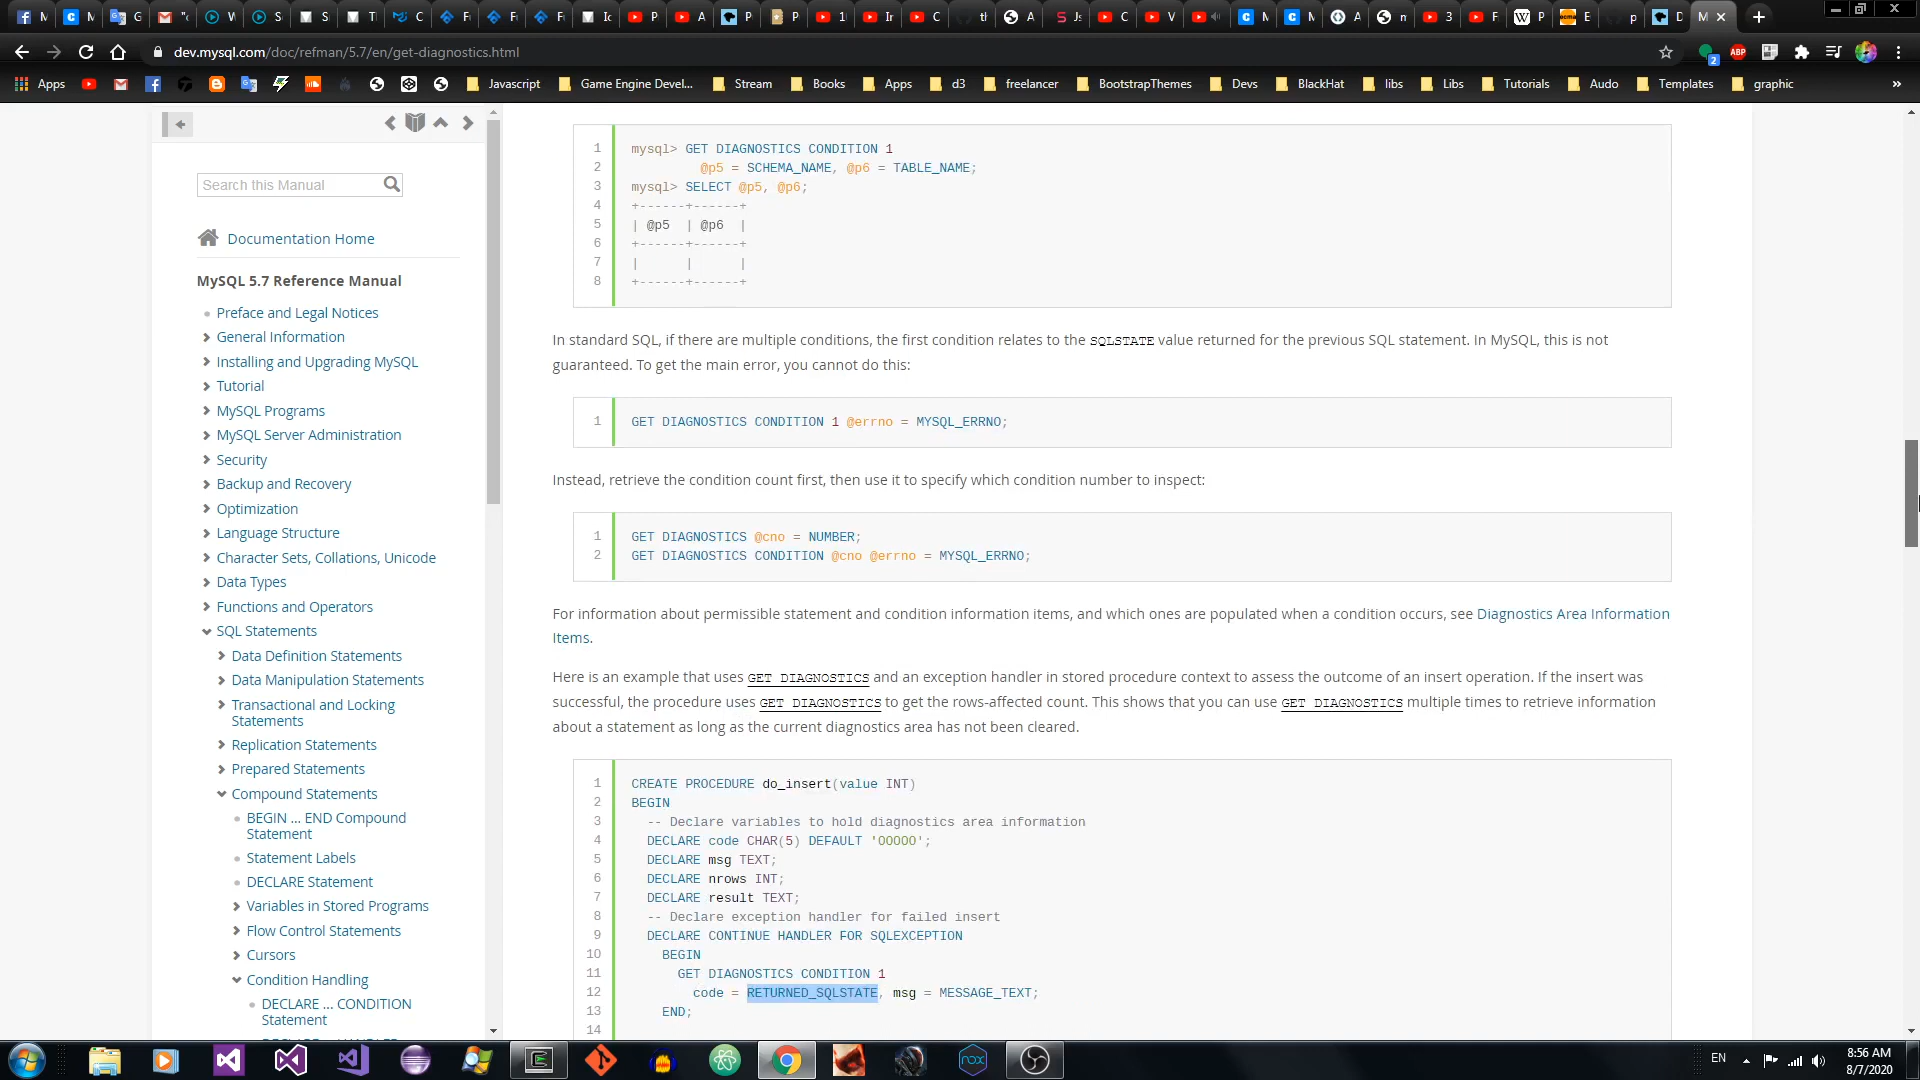 dev.mysql.com/doc/refman/5.7/en/get-diagnostics.html
Apps
Javascript
Game Engine Devel...
Stream
Books
Apps
d3
freelancer
BootstrapThemes
Devs
BlackHat
libs
Libs
Tutorials
Audo
Templates
graphic
Search this Manual
Documentation Home
MySQL 5.7 Reference Manual
Preface and Legal Notices
General Information
Installing and Upgrading MySQL
Tutorial
MySQL Programs
MySQL Server Administration
Security
Backup and Recovery
Optimization
Language Structure
Character Sets, Collations, Unicode
Data Types
Functions and Operators
SQL Statements
Data Definition Statements
Data Manipulation Statements
Transactional and Locking
Statements
Replication Statements
Prepared Statements
Compound Statements
BEGIN ... END Compound
Statement
Statement Labels
DECLARE Statement
Variables in Stored Programs
Flow Control Statements
Cursors
Condition Handling
DECLARE ... CONDITION
Statement
1 mysql> GET DIAGNOSTICS CONDITION 1
2 @p5 = SCHEMA_NAME, @p6 = TABLE_NAME;
3 mysql> SELECT @p5, @p6;
4 +------+------+
5 | @p5  | @p6  |
6 +------+------+
7 |      |      |
8 +------+------+
In standard SQL, if there are multiple conditions, the first condition relates to the SQLSTATE value returned for the previous SQL statement. In MySQL, this is not
guaranteed. To get the main error, you cannot do this:
1 GET DIAGNOSTICS CONDITION 1 @errno = MYSQL_ERRNO;
Instead, retrieve the condition count first, then use it to specify which condition number to inspect:
1 GET DIAGNOSTICS @cno = NUMBER;
2 GET DIAGNOSTICS CONDITION @cno @errno = MYSQL_ERRNO;
For information about permissible statement and condition information items, and which ones are populated when a condition occurs, see Diagnostics Area Information
Items.
Here is an example that uses GET DIAGNOSTICS and an exception handler in stored procedure context to assess the outcome of an insert operation. If the insert was
successful, the procedure uses GET DIAGNOSTICS to get the rows-affected count. This shows that you can use GET DIAGNOSTICS multiple times to retrieve information
about a statement as long as the current diagnostics area has not been cleared.
1 CREATE PROCEDURE do_insert(value INT)
2 BEGIN
3 -- Declare variables to hold diagnostics area information
4 DECLARE code CHAR(5) DEFAULT '00000';
5 DECLARE msg TEXT;
6 DECLARE nrows INT;
7 DECLARE result TEXT;
8 -- Declare exception handler for failed insert
9 DECLARE CONTINUE HANDLER FOR SQLEXCEPTION
10 BEGIN
11 GET DIAGNOSTICS CONDITION 1
12 code = RETURNED_SQLSTATE, msg = MESSAGE_TEXT;
13 END;
14
EN
8:56 AM
8/7/2020